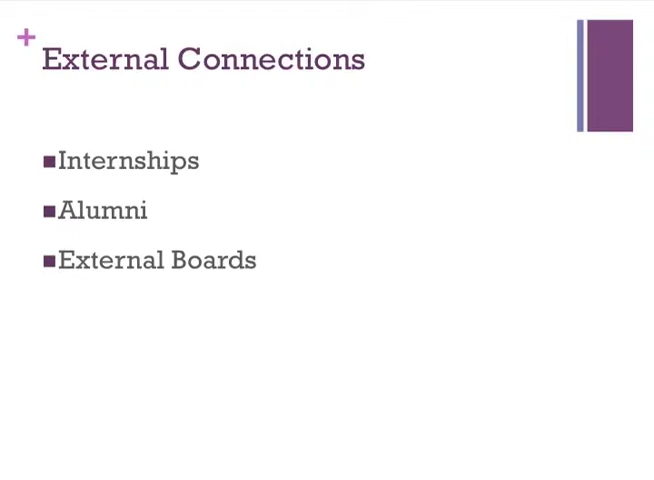 +
External Connections
■Internships
■Alumni
■External Boards